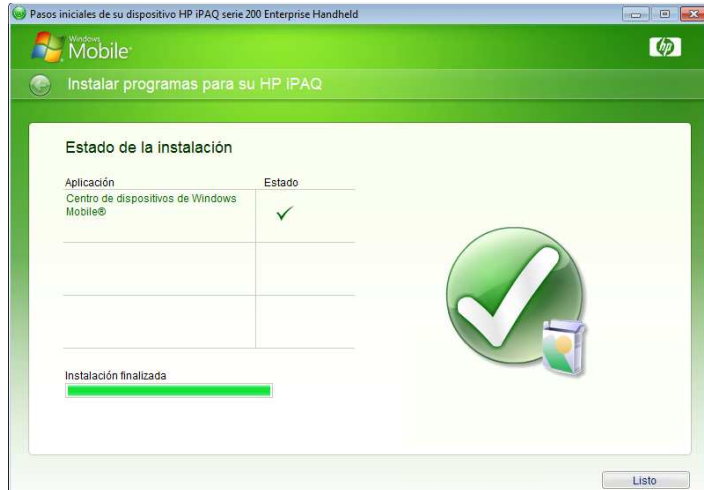 Pasos iniciales de su dispositivo HP iPAQ serie 200 Enterprise Handheld
Windows
Mobile®
hp
Instalar programas para su HP iPAQ
Estado de la instalación
Aplicación Estado
Centro de dispositivos de Windows
Mobile®
Instalación finalizada
Listo